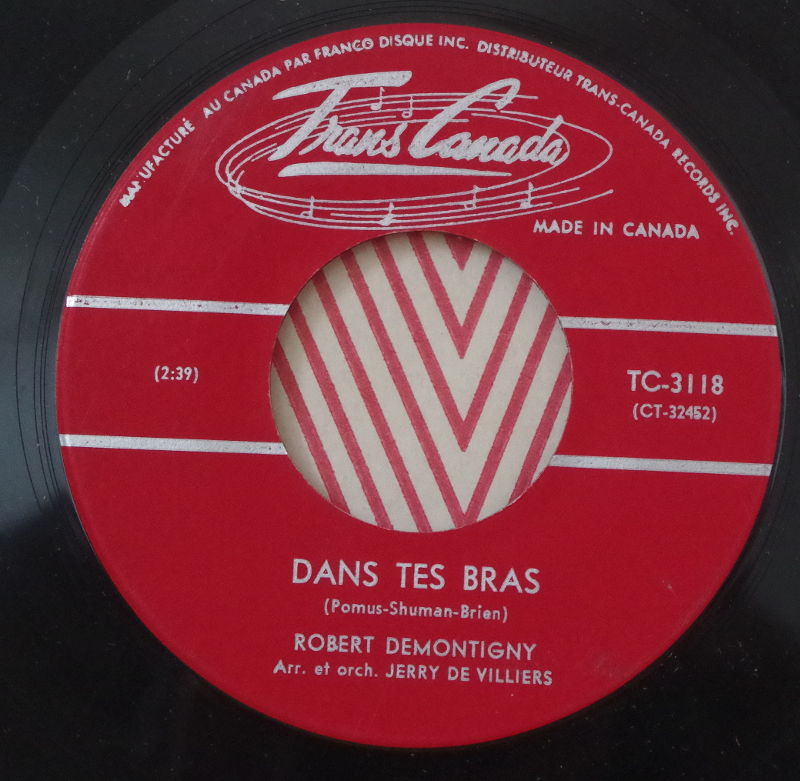 MANUFACTURÉ AU CANADA PAR FRANCO DISQUE INC. DISTRIBUTEUR TRANS-CANADA RECORDS INC.
Trans Canada
MADE IN CANADA
(2:39)
TC-3118
(CT-32452)
DANS TES BRAS
(Pomus-Shuman-Brien)
ROBERT DEMONTIGNY
Arr. et orch. JERRY DE VILLIERS